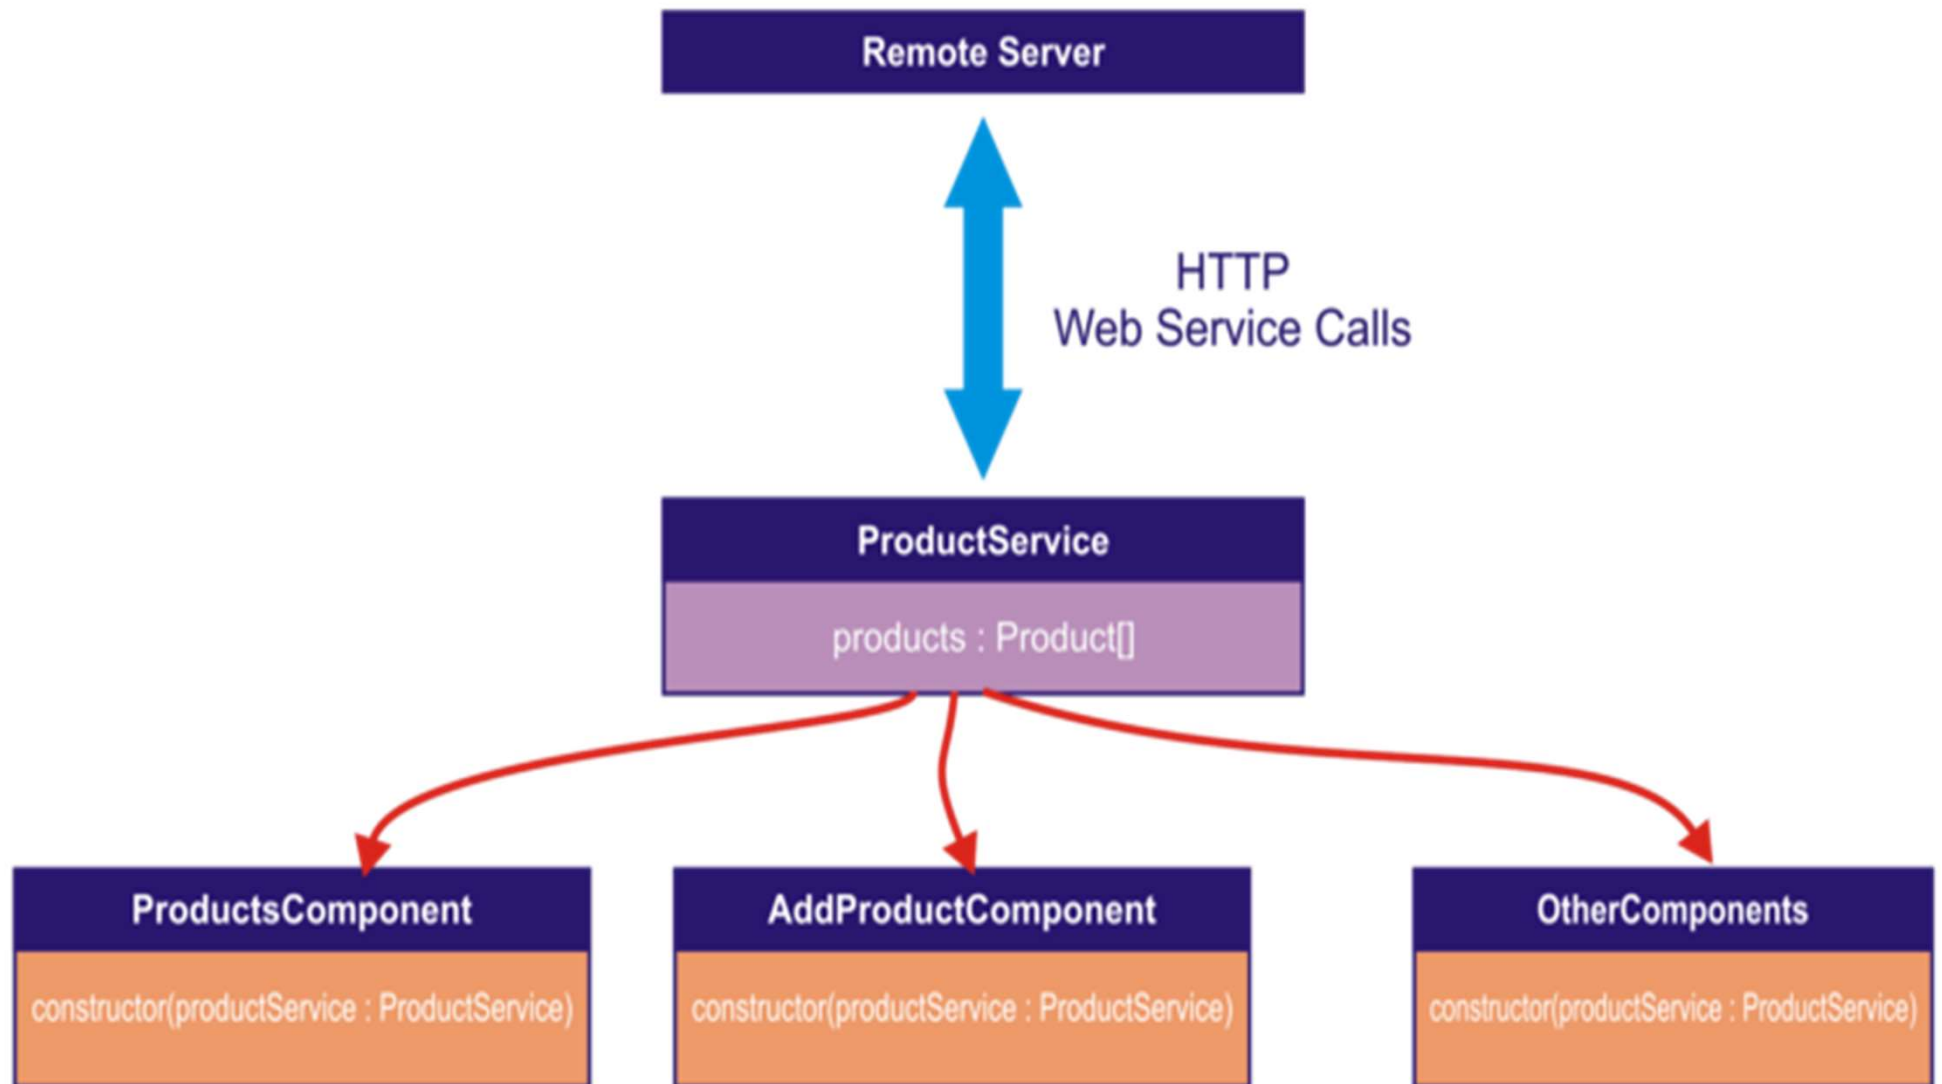 Remote Server
HTTP
Web Service Calls
ProductService
products : Product[]
ProductsComponent
constructor(productService : ProductService)
AddProductComponent
constructor(productService : ProductService)
OtherComponents
constructor(productService : ProductService)